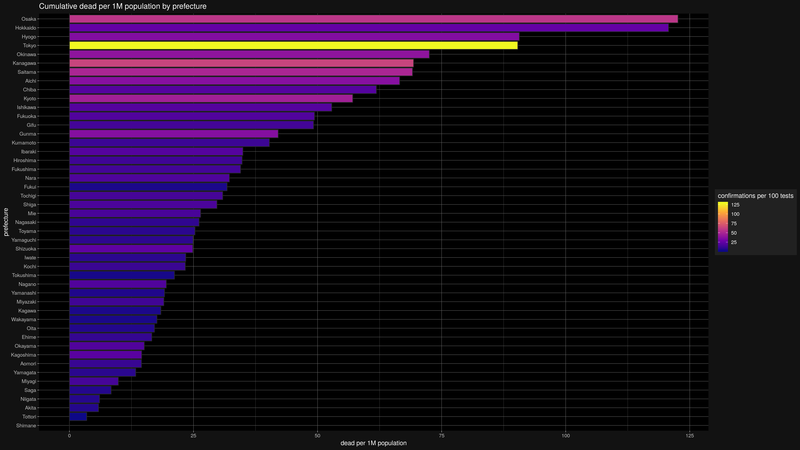 Cumulative dead per 1M population by prefecture
prefecture
Osaka
Hokkaido
Hyogo
Tokyo
Okinawa
Kanagawa
Saitama
Aichi
Chiba
Kyoto
Ishikawa
Fukuoka
Gifu
Gunma
Kumamoto
Ibaraki
Hiroshima
Fukushima
Nara
Fukui
Tochigi
Shiga
Mie
Nagasaki
Toyama
Yamaguchi
Shizuoka
Iwate
Kochi
Tokushima
Nagano
Yamanashi
Miyazaki
Kagawa
Wakayama
Oita
Ehime
Okayama
Kagoshima
Aomori
Yamagata
Miyagi
Saga
Niigata
Akita
Tottori
Shimane
0 25 50 75 100 125
dead per 1M population
confirmations per 100 tests
125
100
75
50
25